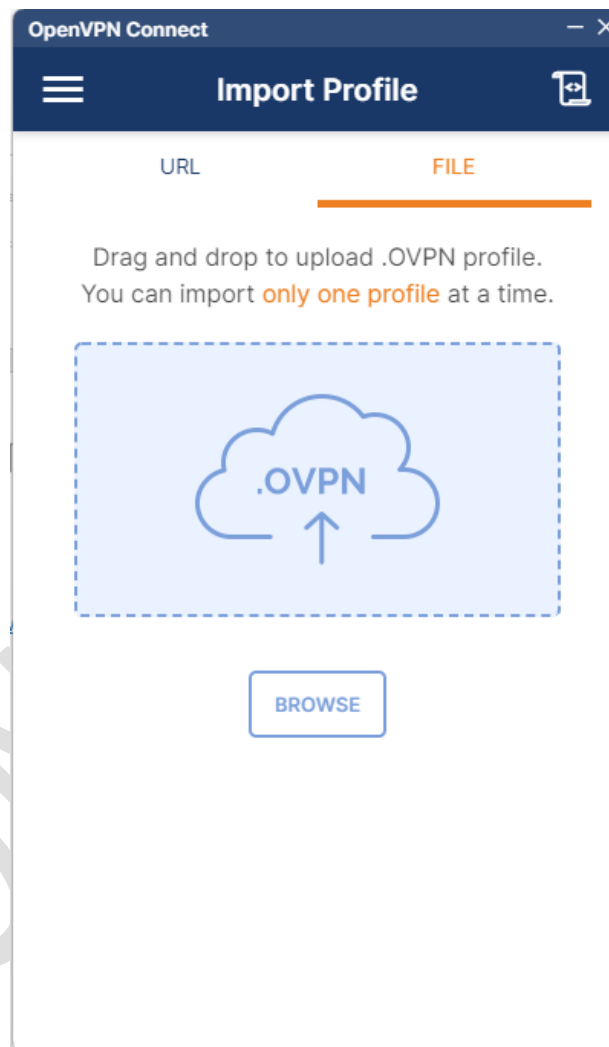 OpenVPN Connect
Import Profile
URL
FILE
Drag and drop to upload .OVPN profile.
You can import only one profile at a time.
.OVPN
BROWSE